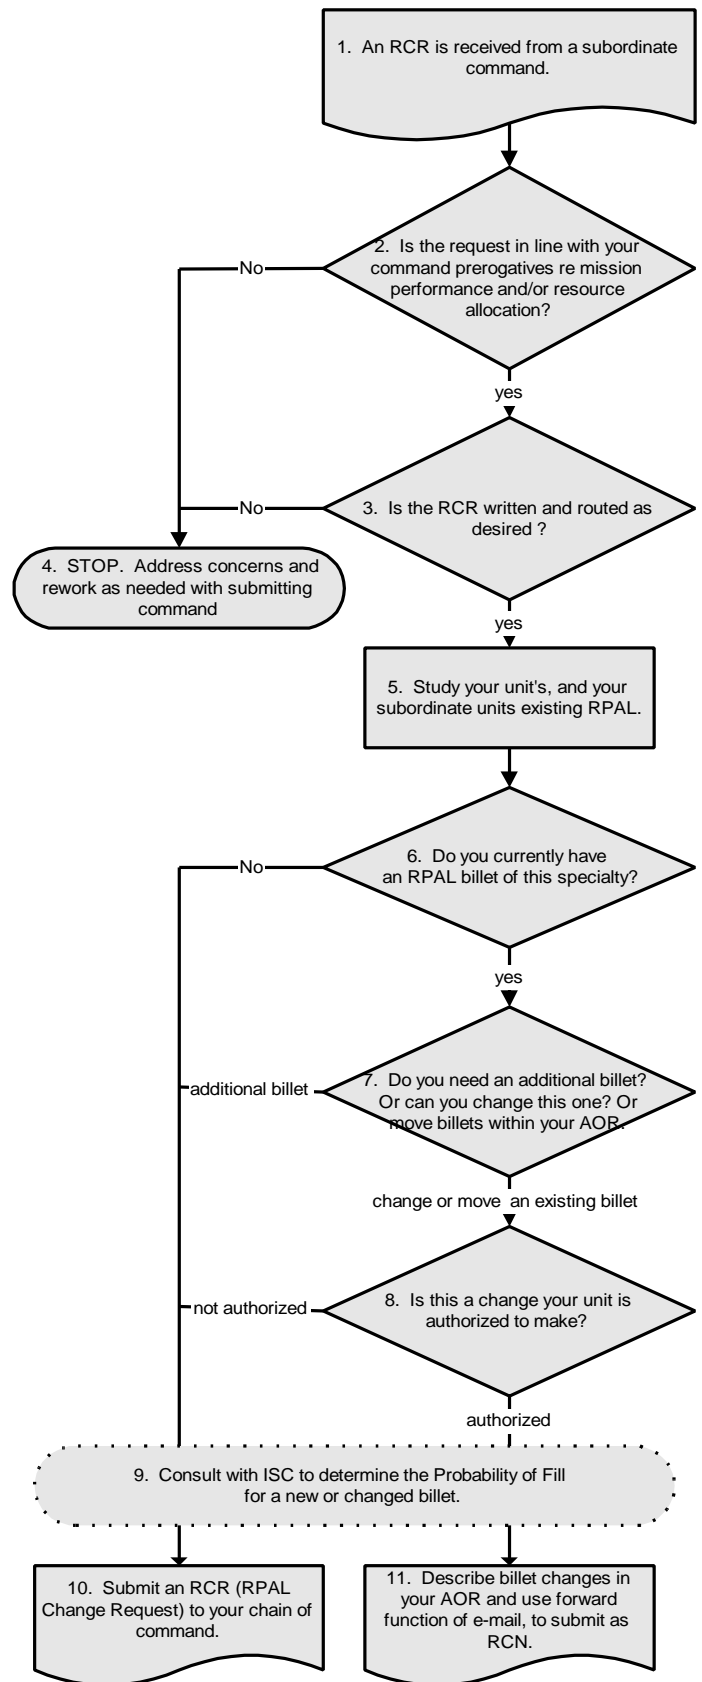 1. An RCR is received from a subordinate
command.
2. Is the request in line with your
command prerogatives re mission
performance and/or resource
allocation?
No
yes
3. Is the RCR written and routed as
desired ?
No
4. STOP. Address concerns and
rework as needed with submitting
command
yes
5. Study your unit's, and your
subordinate units existing RPAL.
6. Do you currently have
an RPAL billet of this specialty?
No
yes
7. Do you need an additional billet?
Or can you change this one? Or
move billets within your AOR.
additional billet
change or move an existing billet
8. Is this a change your unit is
authorized to make?
not authorized
authorized
9. Consult with ISC to determine the Probability of Fill
for a new or changed billet.
10. Submit an RCR (RPAL
Change Request) to your chain of
command.
11. Describe billet changes in
your AOR and use forward
function of e-mail, to submit as
RCN.